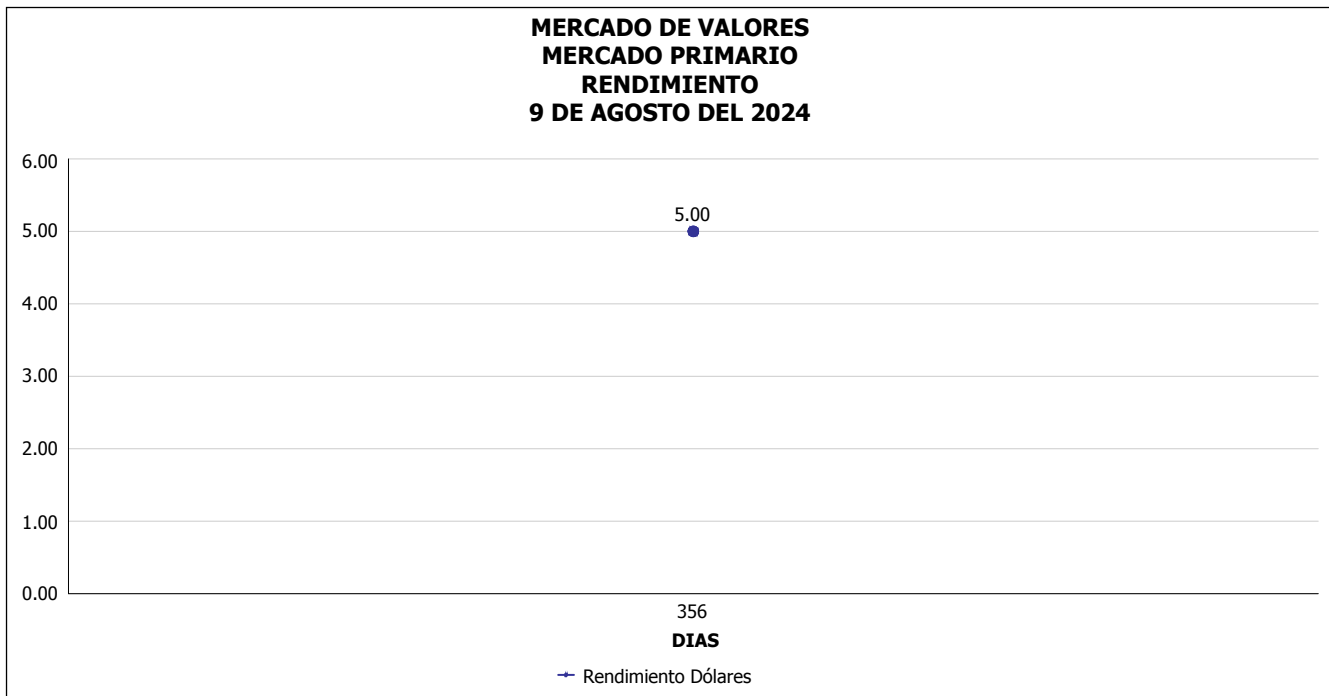 MERCADO DE VALORES
MERCADO PRIMARIO
RENDIMIENTO
9 DE AGOSTO DEL 2024
6.00
5.00
5.00
4.00
3.00
2.00
1.00
0.00
356
DIAS
Rendimiento Dólares